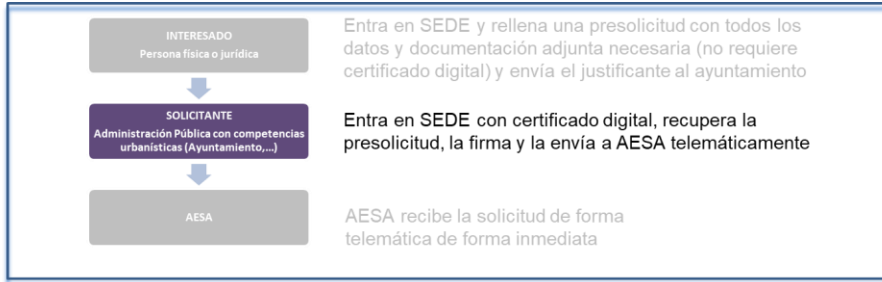 INTERESADO
Persona física o jurídica
Entra en SEDE y rellena una presolicitud con todos los
datos y documentación adjunta necesaria (no requiere
certificado digital) y envía el justificante al ayuntamiento
SOLICITANTE
Administración Pública con competencias
urbanísticas (Ayuntamiento,...)
Entra en SEDE con certificado digital, recupera la
presolicitud, la firma y la envía a AESA telemáticamente
AESA
AESA recibe la solicitud de forma
telemática de forma inmediata